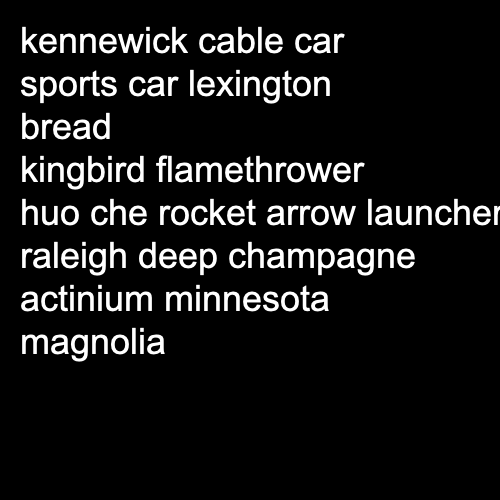 kennewick cable car
sports car lexington
bread
kingbird flamethrower
huo che rocket arrow launcher
raleigh deep champagne
actinium minnesota
magnolia